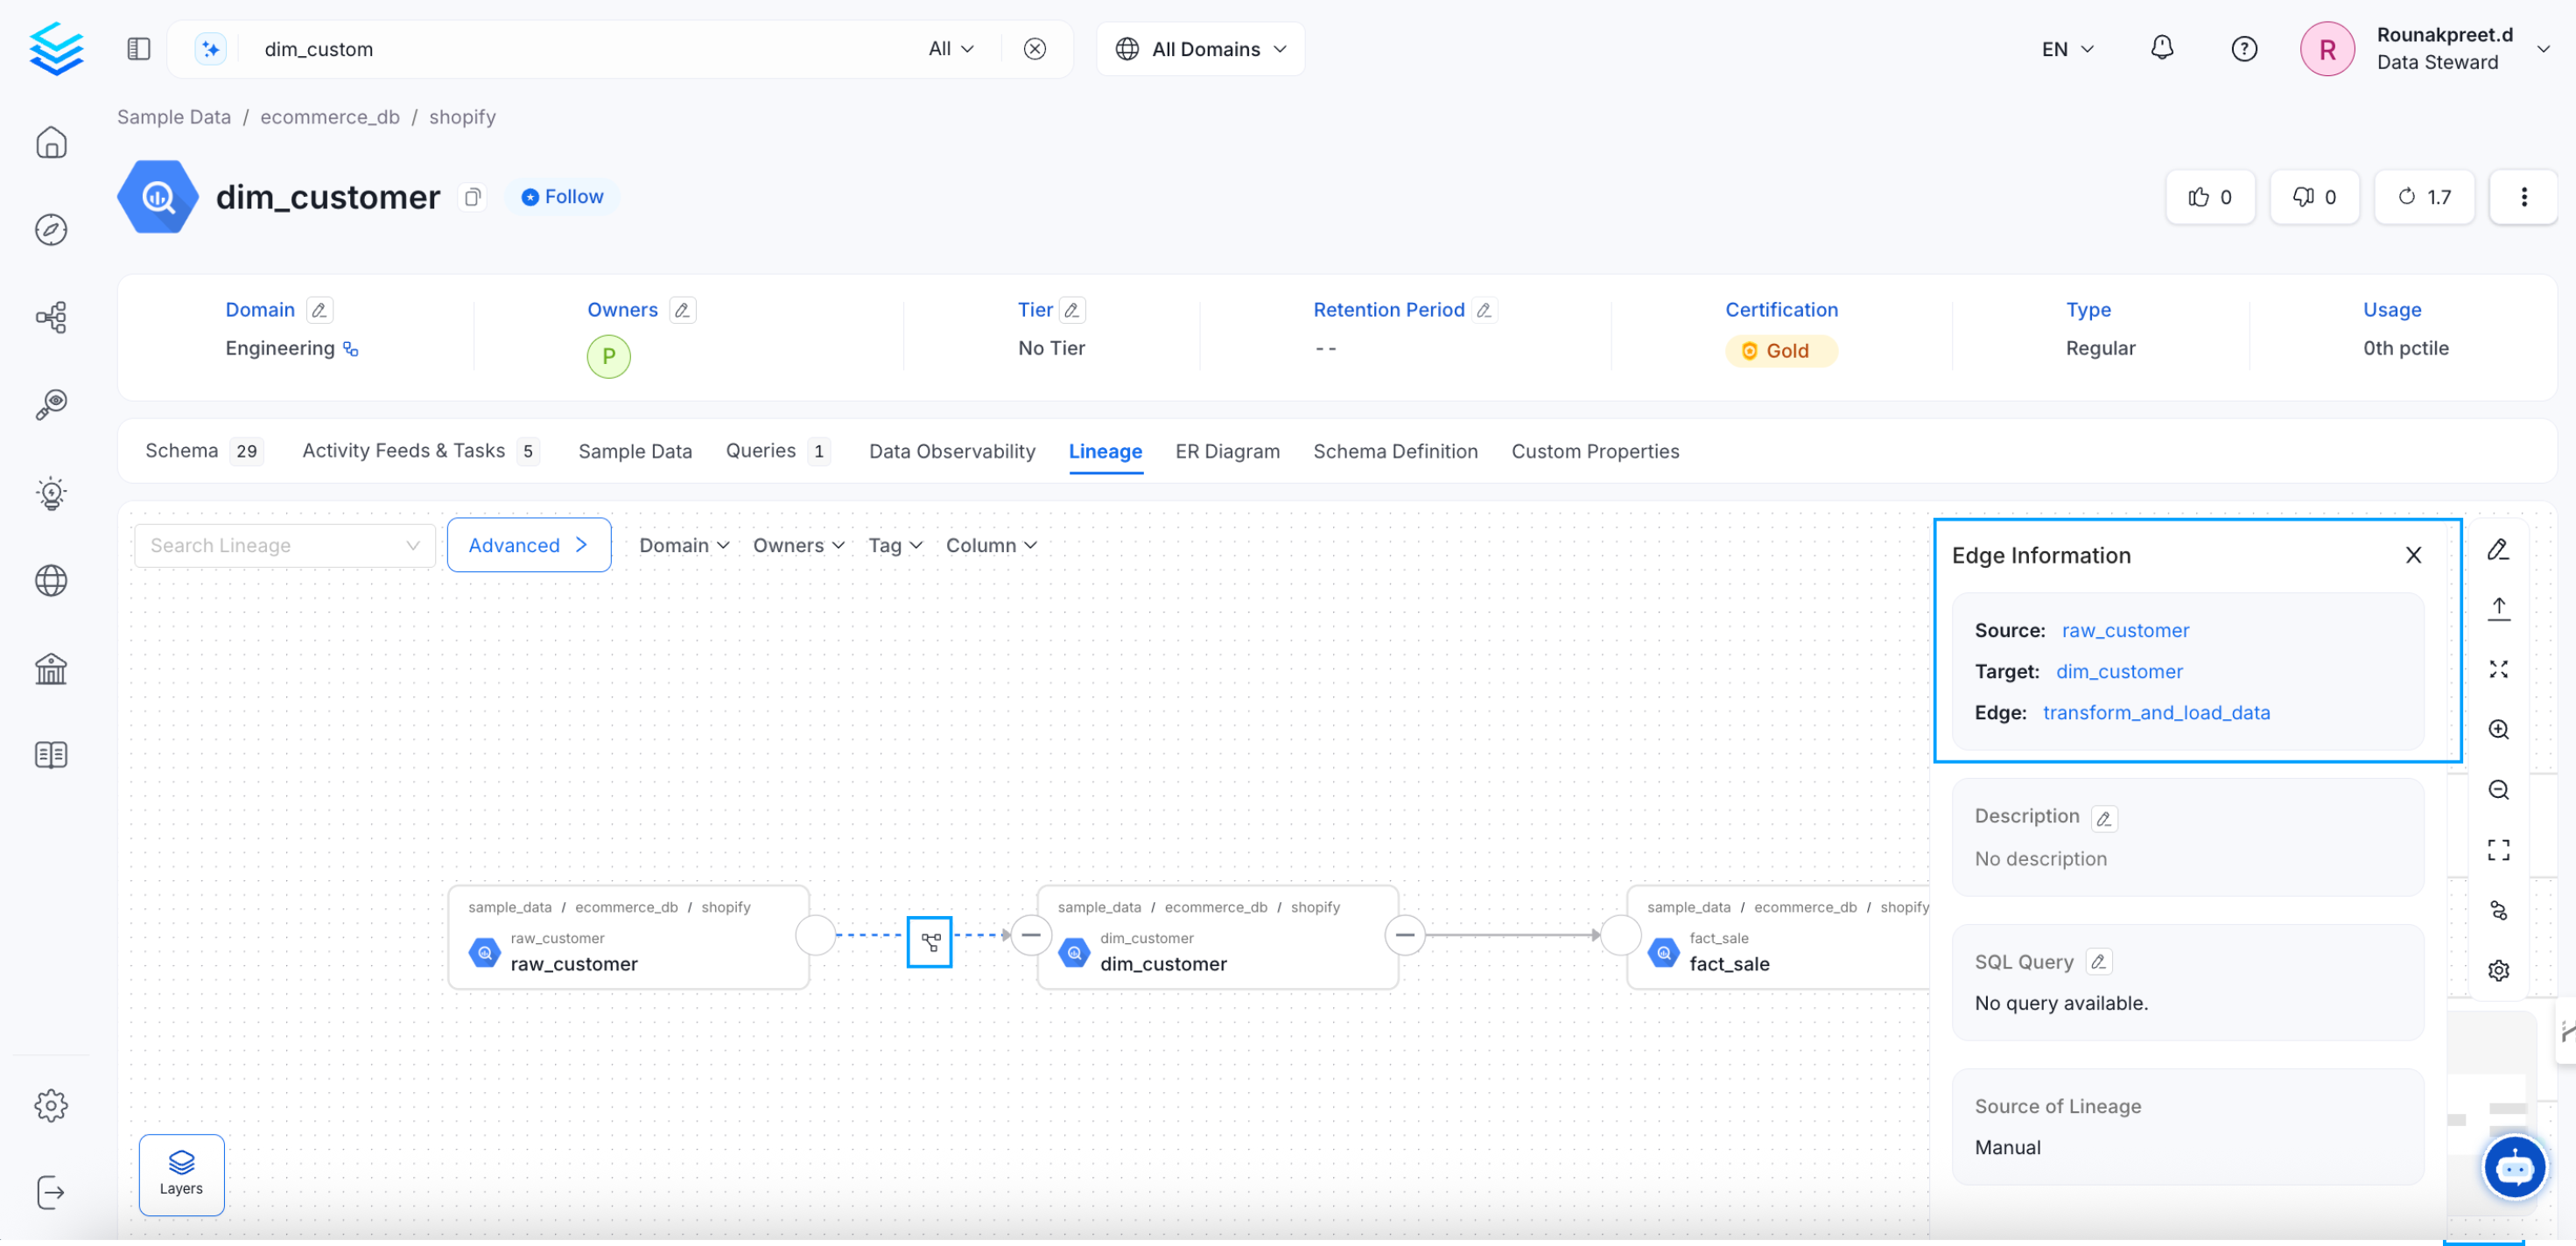 dim_custom
All
All Domains
EN
R
Rounakpreet.d
Data Steward
Sample Data / ecommerce_db / shopify
dim_customer
Follow
0
0
1.7
Domain
Engineering
Owners
P
Tier
No Tier
Retention Period
--
Certification
Gold
Type
Regular
Usage
0th pctile
Schema 29
Activity Feeds & Tasks 5
Sample Data
Queries 1
Data Observability
Lineage
ER Diagram
Schema Definition
Custom Properties
Search Lineage
Advanced
Domain
Owners
Tag
Column
sample_data / ecommerce_db / shopify
raw_customer
raw_customer
sample_data / ecommerce_db / shopify
dim_customer
dim_customer
sample_data / ecommerce_db / shopify
fact_sale
fact_sale
Layers
Edge Information
Source: raw_customer
Target: dim_customer
Edge: transform_and_load_data
Description
No description
SQL Query
No query available.
Source of Lineage
Manual